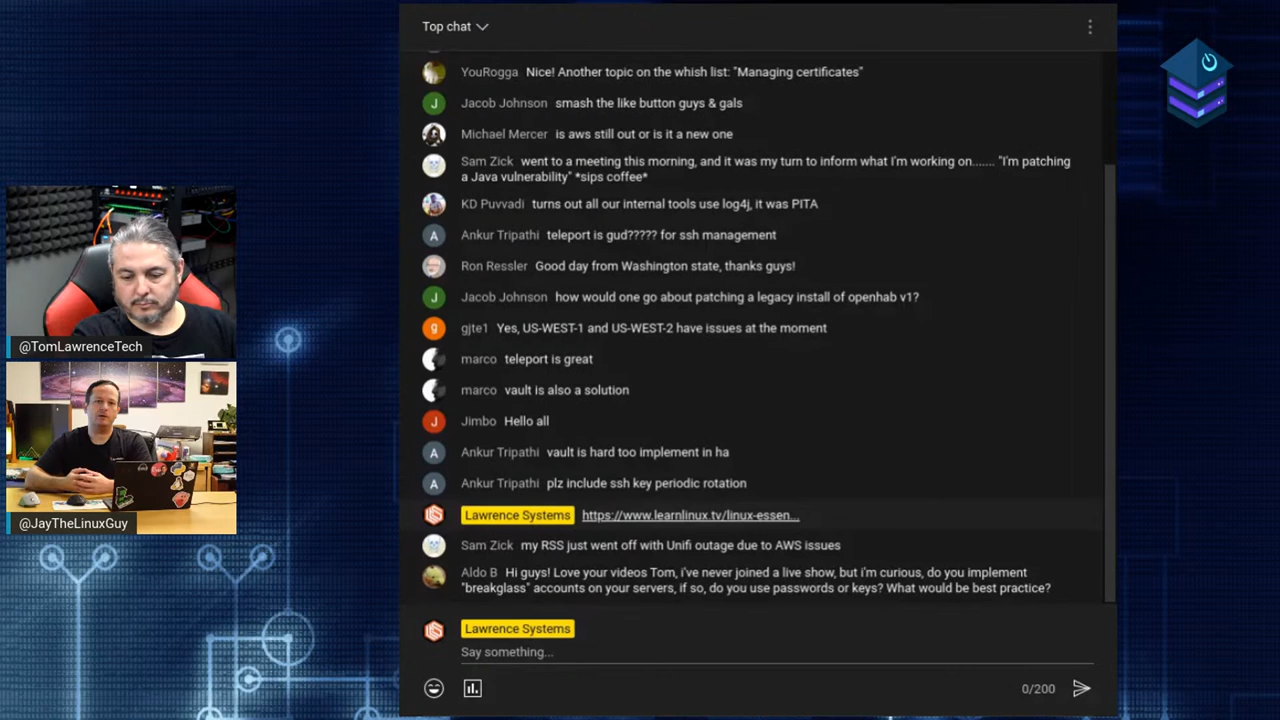 Top chat
YouRogga Nice! Another topic on the whish list: "Managing certificates"
Jacob Johnson smash the like button guys & gals
Michael Mercer is aws still out or is it a new one
Sam Zick went to a meeting this morning, and it was my turn to inform what I'm working on....... "I'm patching
a Java vulnerability" *sips coffee*
KD Puvvadi turns out all our internal tools use log4j, it was PITA
Ankur Tripathi teleport is gud????? for ssh management
Ron Ressler Good day from Washington state, thanks guys!
Jacob Johnson how would one go about patching a legacy install of openhab v1?
gjte1 Yes, US-WEST-1 and US-WEST-2 have issues at the moment
marco teleport is great
marco vault is also a solution
Jimbo Hello all
Ankur Tripathi vault is hard too implement in ha
Ankur Tripathi plz include ssh key periodic rotation
Lawrence Systems https://www.learnlinux.tv/linux-essen...
Sam Zick my RSS just went off with Unifi outage due to AWS issues
Aldo B Hi guys! Love your videos Tom, i've never joined a live show, but i'm curious, do you implement
"breakglass" accounts on your servers, if so, do you use passwords or keys? What would be best practice?
Lawrence Systems
Say something...
0/200
@TomLawrenceTech
@JayTheLinuxGuy